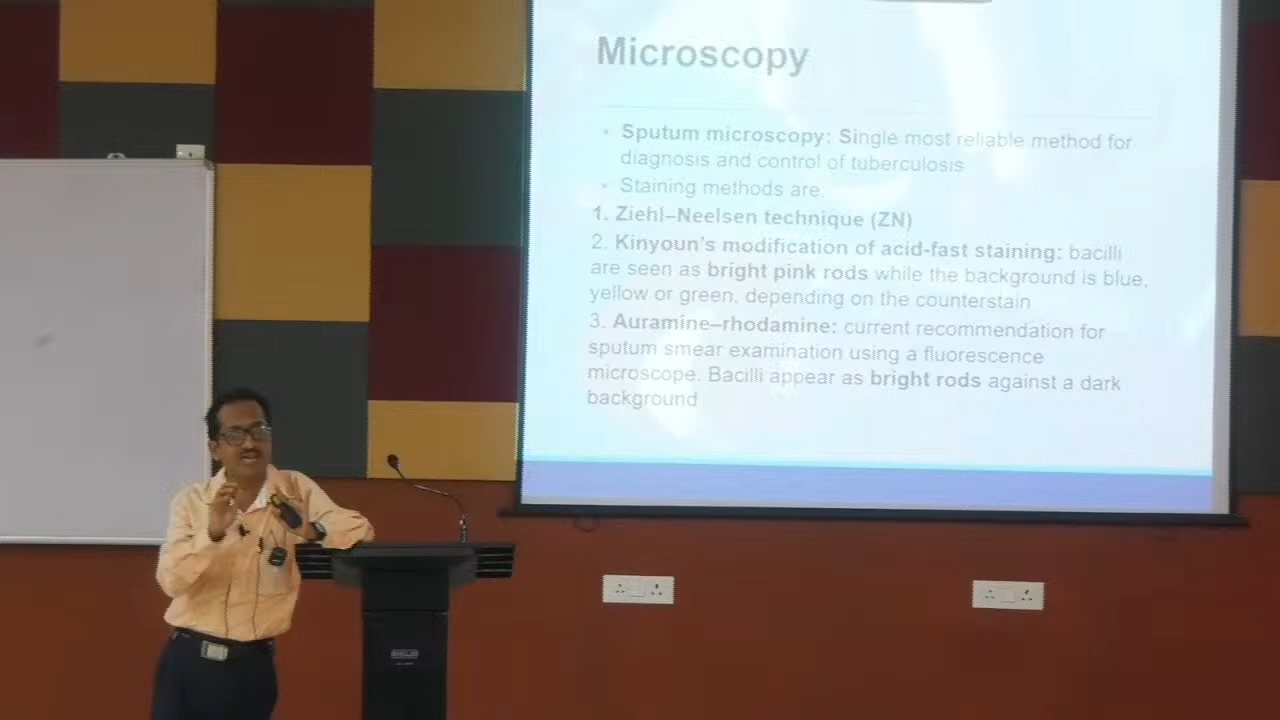 Microscopy
• Sputum microscopy: Single most reliable method for
diagnosis and control of tuberculosis
• Staining methods are.
1. Ziehl–Neelsen technique (ZN)
2. Kinyoun's modification of acid-fast staining: bacilli
are seen as bright pink rods while the background is blue,
yellow or green, depending on the counterstain
3. Auramine–rhodamine: current recommendation for
sputum smear examination using a fluorescence
microscope. Bacilli appear as bright rods against a dark
background